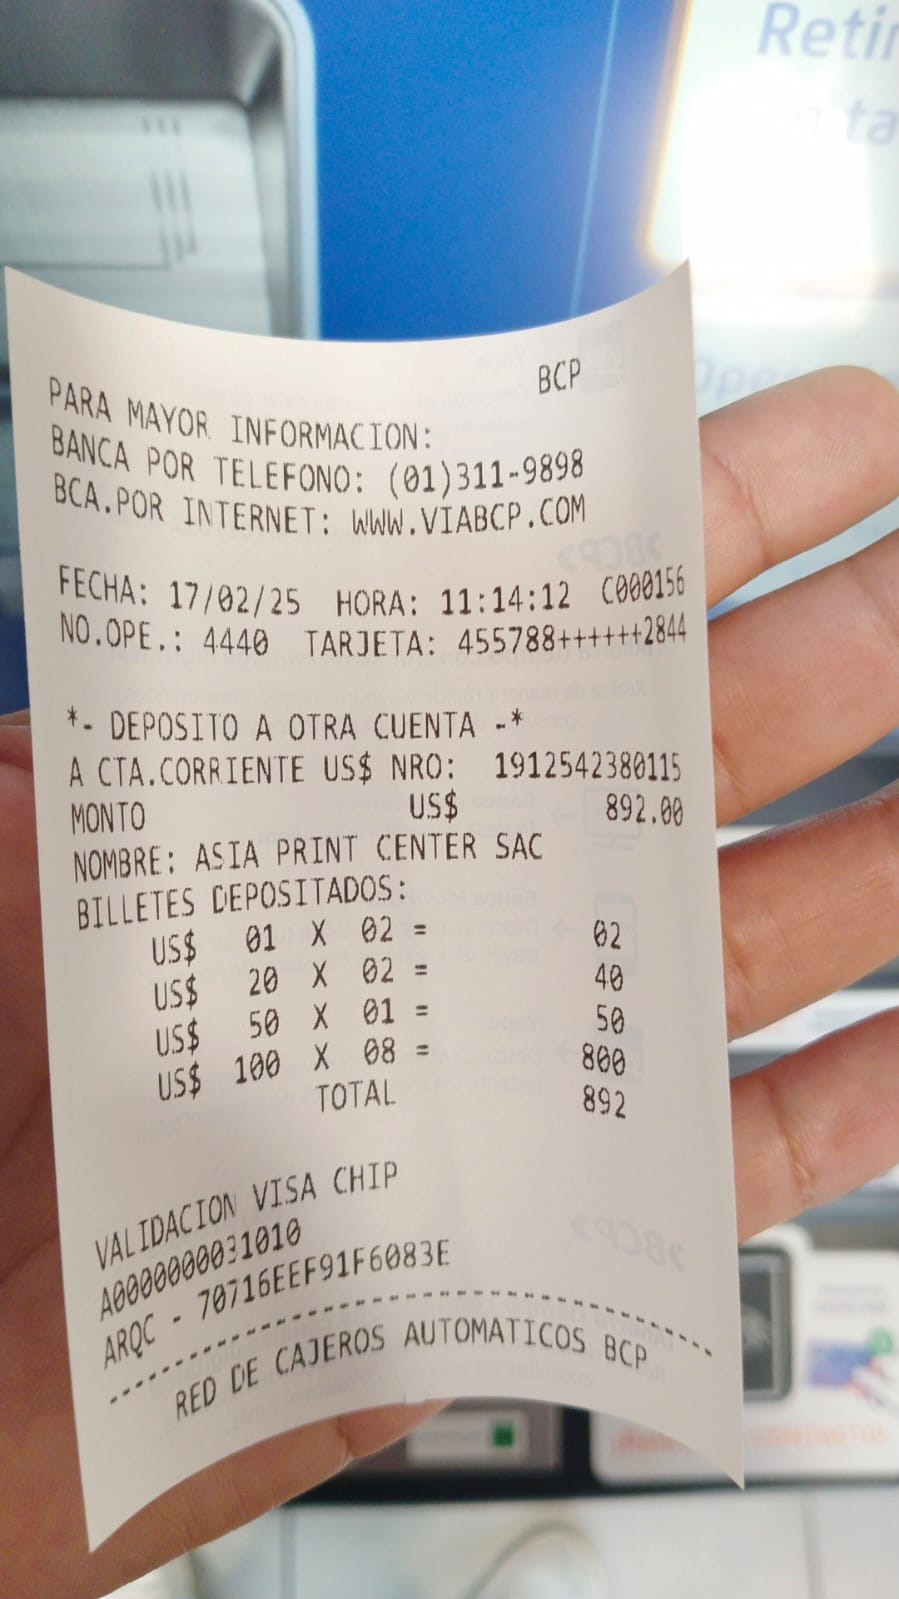 Retir
BCP
PARA MAYOR INFORMACION:
BANCA POR TELEFONO: (01)311-9898
BCA.POR INTERNET: WWW.VIABCP.COM
FECHA: 17/02/25 HORA: 11:14:12 C000156
NO.OPE.: 4440 TARJETA: 455788++++++2844
*- DEPOSITO A OTRA CUENTA -*
A CTA.CORRIENTE US$ NRO: 1912542380115
MONTO US$ 892.00
NOMBRE: ASIA PRINT CENTER SAC
BILLETES DEPOSITADOS:
US$ 01 X 02 = 02
US$ 20 X 02 = 40
US$ 50 X 01 = 50
US$ 100 X 08 = 800
TOTAL 892
VALIDACION VISA CHIP
A0000000031010
ARQC - 70716EEF91F6083E
RED DE CAJEROS AUTOMATICOS BCP